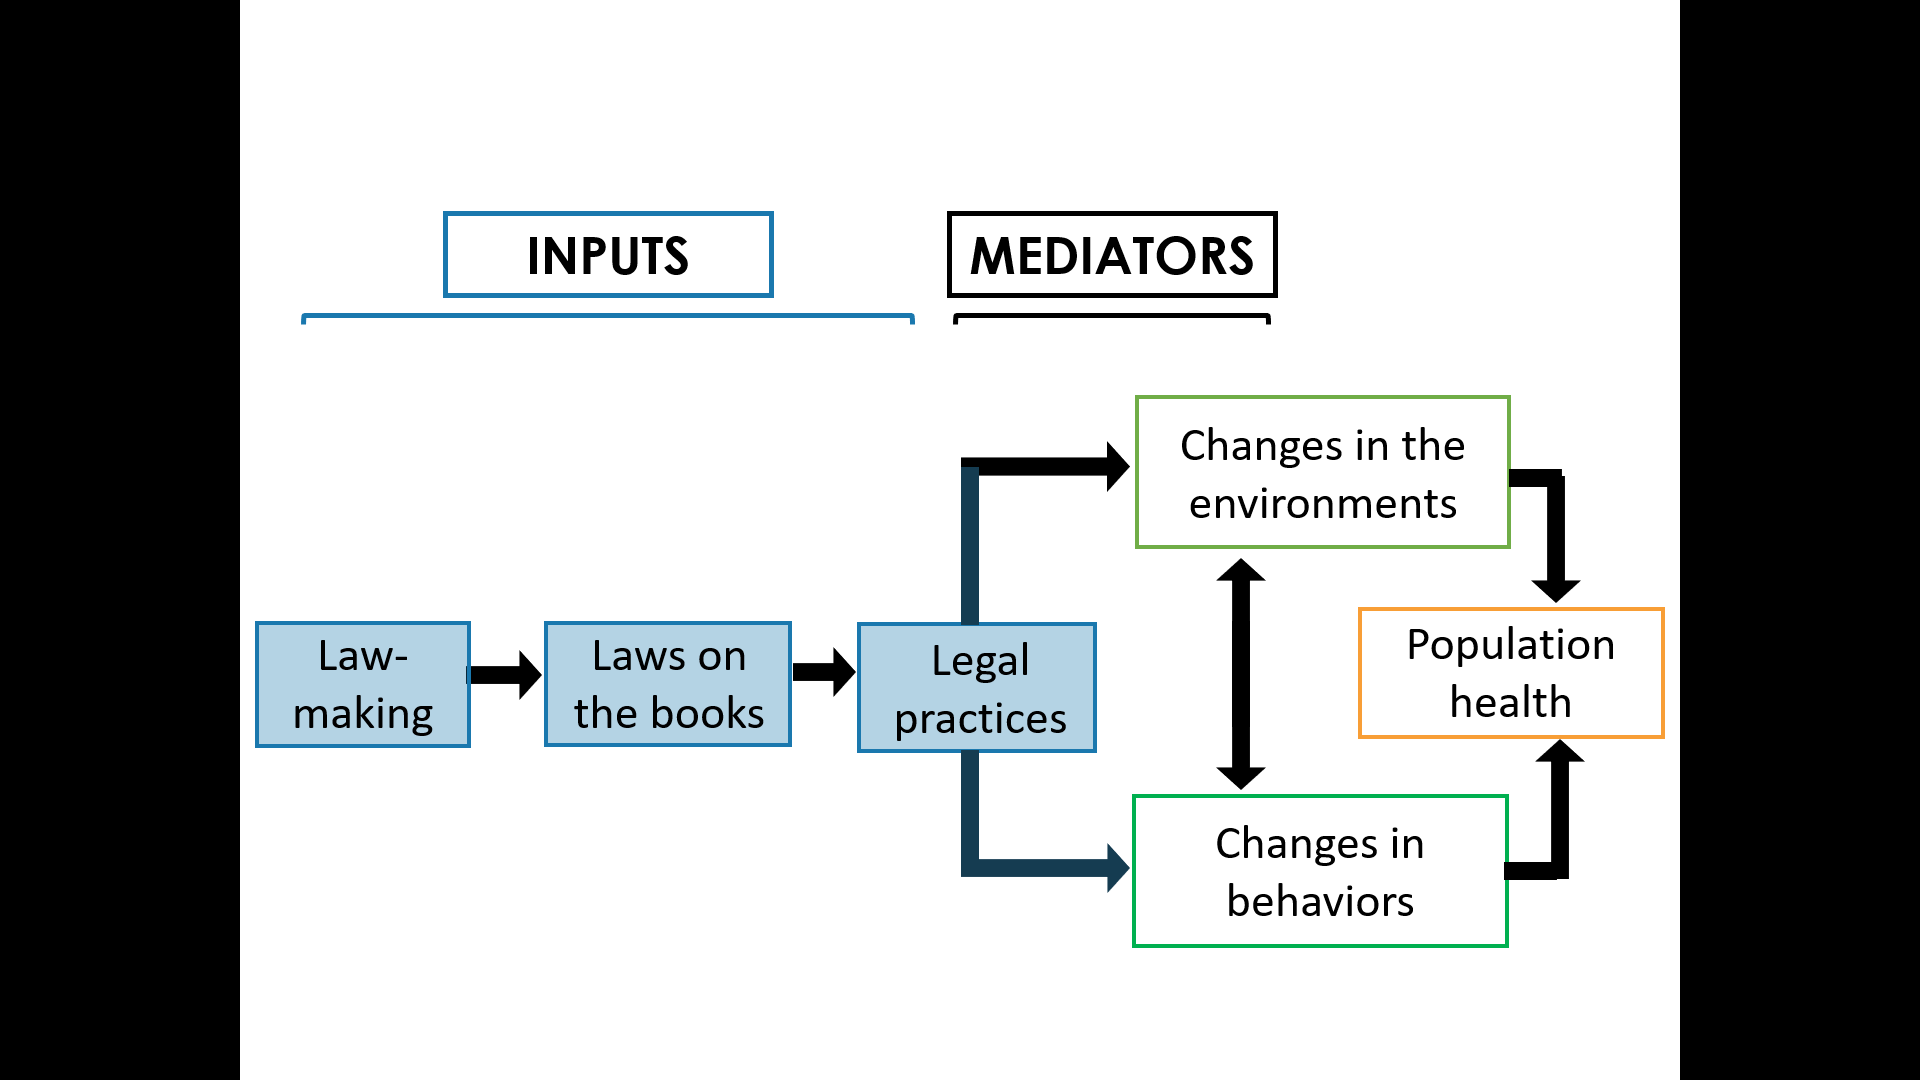 INPUTS
MEDIATORS
Changes in the
environments
Law-
making
Laws on
the books
Legal
practices
Population
health
Changes in
behaviors